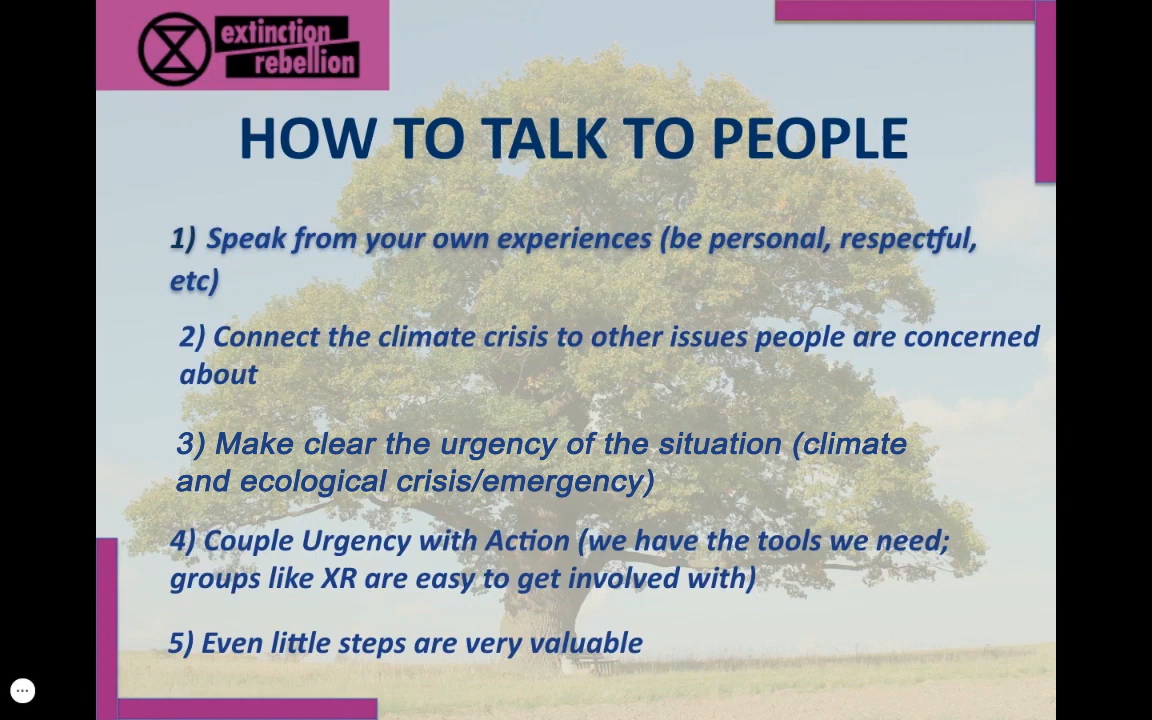 extinction
rebellion
HOW TO TALK TO PEOPLE
1) Speak from your own experiences (be personal, respectful,
etc)
2) Connect the climate crisis to other issues people are concerned
about
3) Make clear the urgency of the situation (climate
and ecological crisis/emergency)
4) Couple Urgency with Action (we have the tools we need;
groups like XR are easy to get involved with)
5) Even little steps are very valuable